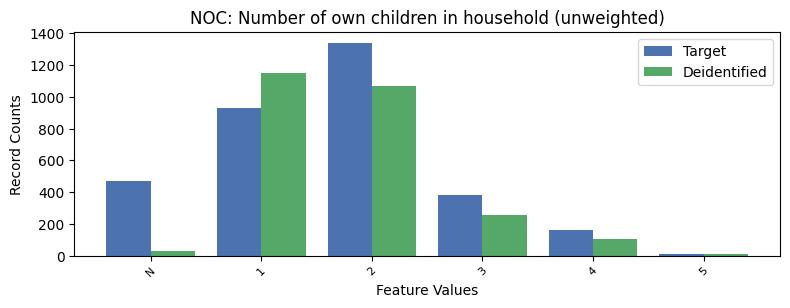 NOC: Number of own children in household (unweighted)
Record Counts
1400
1200
1000
800
600
400
200
0
Target
Deidentified
N 1 2 3 4 5
Feature Values